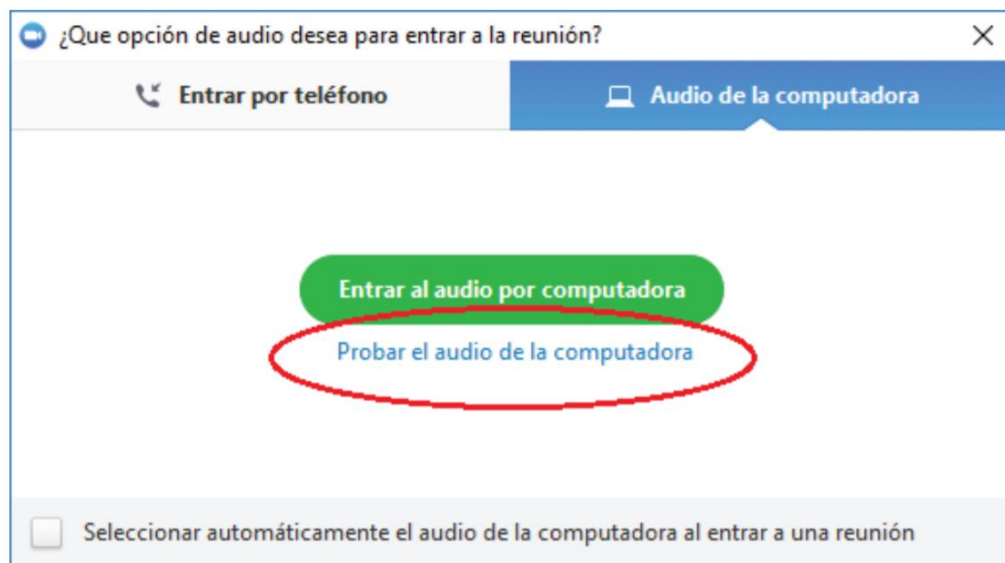 ¿Que opción de audio desea para entrar a la reunión?
Entrar por teléfono
Audio de la computadora
Entrar al audio por computadora
Probar el audio de la computadora
Seleccionar automáticamente el audio de la computadora al entrar a una reunión